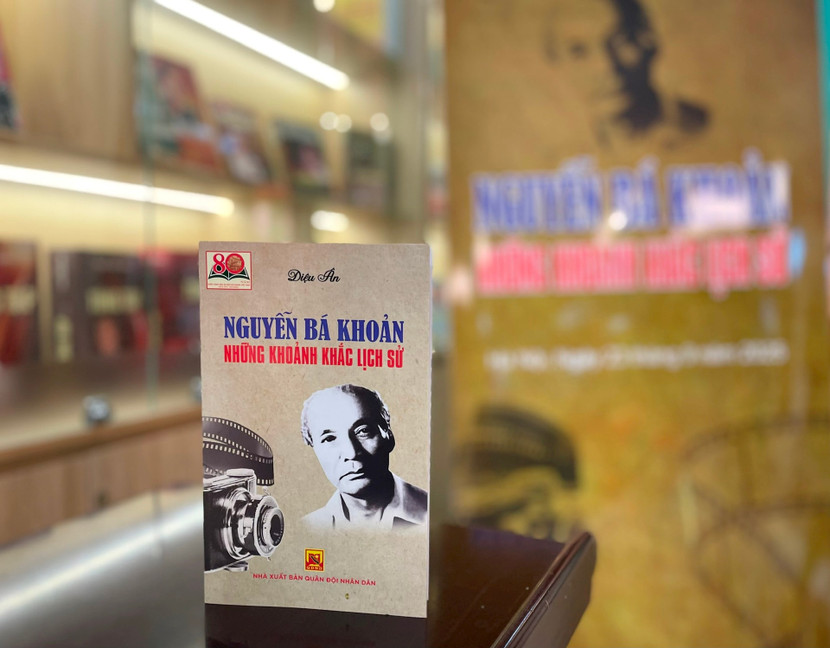 80
Diệu Ân
NGUYỄN BÁ KHOẢN
NHỮNG KHOẢNH KHẮC LỊCH SỬ
NHÀ XUẤT BẢN QUÂN ĐỘI NHÂN DÂN
NGUYỄN BÁ KHOẢN
NHỮNG KHOẢNH KHẮC LỊCH SỬ